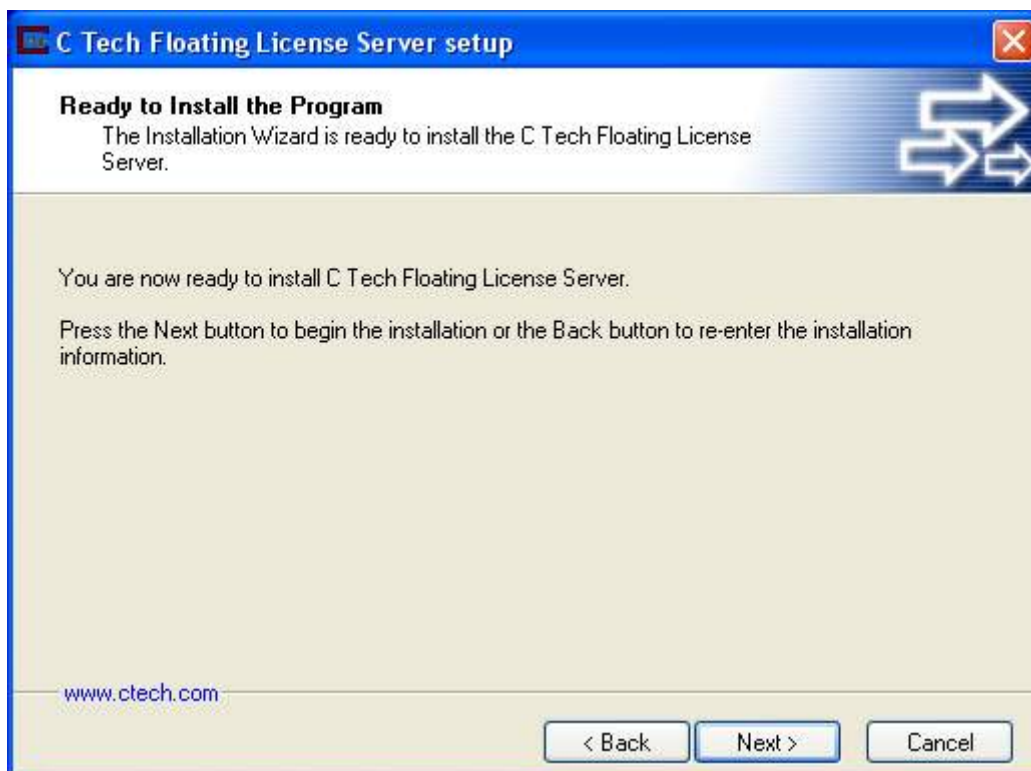 C Tech Floating License Server setup
Ready to Install the Program
The Installation Wizard is ready to install the C Tech Floating License
Server.
You are now ready to install C Tech Floating License Server.
Press the Next button to begin the installation or the Back button to re-enter the installation
information.
www.ctech.com
< Back
Next >
Cancel